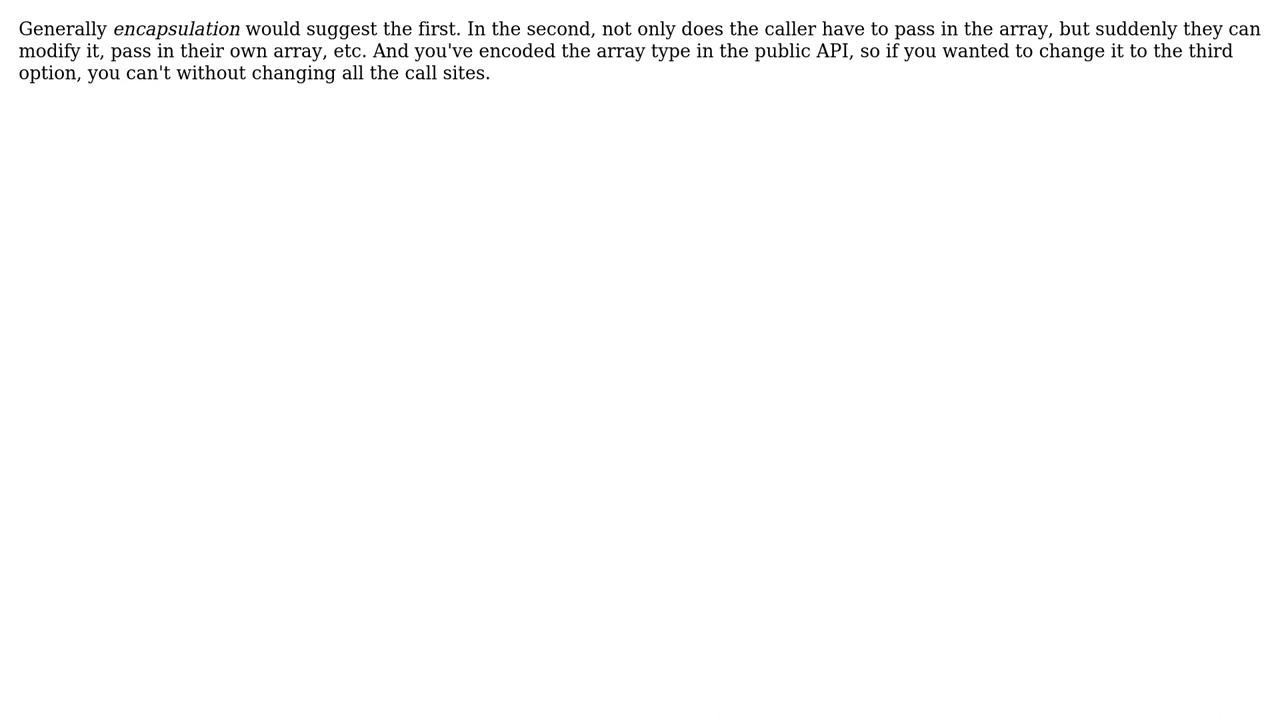 Generally encapsulation would suggest the first. In the second, not only does the caller have to pass in the array, but suddenly they can
modify it, pass in their own array, etc. And you've encoded the array type in the public API, so if you wanted to change it to the third
option, you can't without changing all the call sites.